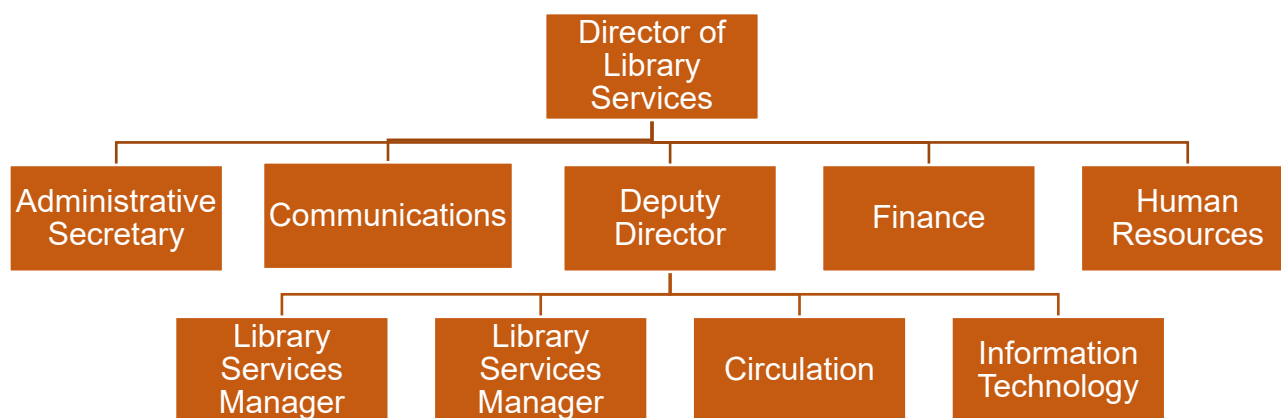 Director of
Library
Services
Administrative
Secretary
Communications
Deputy
Director
Finance
Human
Resources
Library
Services
Manager
Library
Services
Manager
Circulation
Information
Technology